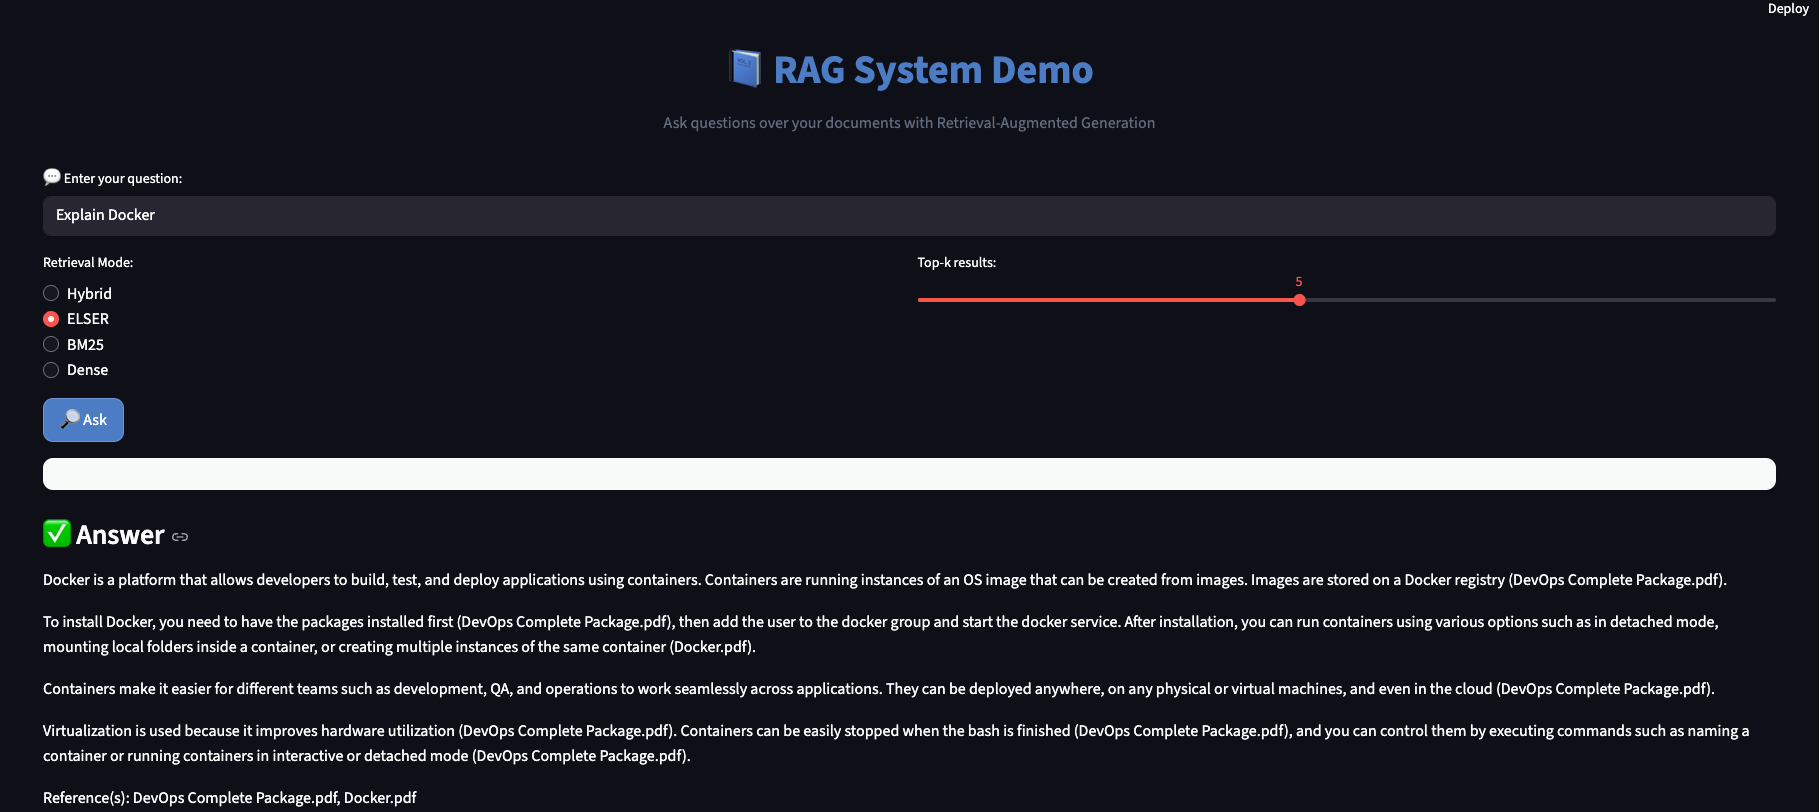 Deploy
RAG System Demo
Ask questions over your documents with Retrieval-Augmented Generation
Enter your question:
Explain Docker
Retrieval Mode:
Top-k results:
5
Hybrid
ELSER
BM25
Dense
Ask
Answer
Docker is a platform that allows developers to build, test, and deploy applications using containers. Containers are running instances of an OS image that can be created from images. Images are stored on a Docker registry (DevOps Complete Package.pdf).
To install Docker, you need to have the packages installed first (DevOps Complete Package.pdf), then add the user to the docker group and start the docker service. After installation, you can run containers using various options such as in detached mode,
mounting local folders inside a container, or creating multiple instances of the same container (Docker.pdf).
Containers make it easier for different teams such as development, QA, and operations to work seamlessly across applications. They can be deployed anywhere, on any physical or virtual machines, and even in the cloud (DevOps Complete Package.pdf).
Virtualization is used because it improves hardware utilization (DevOps Complete Package.pdf). Containers can be easily stopped when the bash is finished (DevOps Complete Package.pdf), and you can control them by executing commands such as naming a
container or running containers in interactive or detached mode (DevOps Complete Package.pdf).
Reference(s): DevOps Complete Package.pdf, Docker.pdf